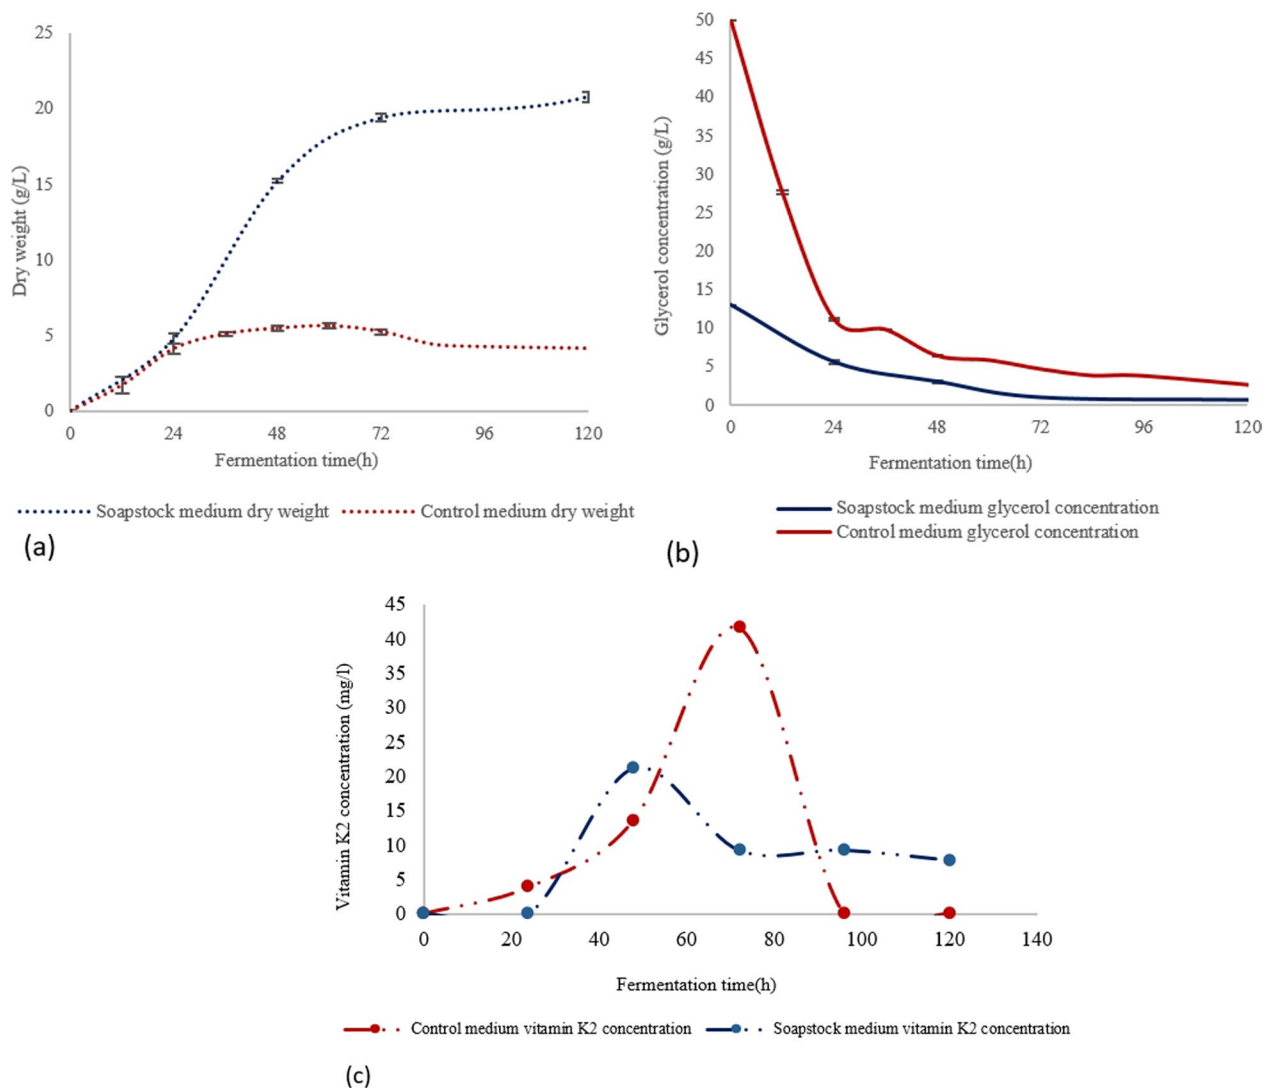 25
20
15
10
5
0
Dry weight (g/L)
0 24 48 72 96 120
Fermentation time(h)
Soapstock medium dry weight Control medium dry weight
(a)
50
45
40
35
30
25
20
15
10
5
0
Glycerol concentration (g/L)
0 24 48 72 96 120
Fermentation time(h)
Soapstock medium glycerol concentration
Control medium glycerol concentration
(b)
45
40
35
30
25
20
15
10
5
0
Vitamin K2 concentration (mg/l)
0 20 40 60 80 100 120 140
Fermentation time(h)
Control medium vitamin K2 concentration Soapstock medium vitamin K2 concentration
(c)